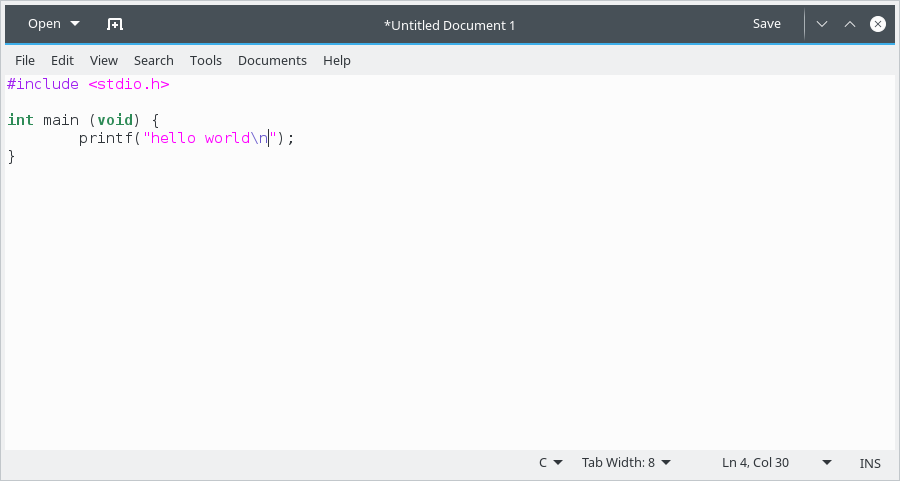 Open *Untitled Document 1 Save
File Edit View Search Tools Documents Help
#include <stdio.h>
int main (void) {
        printf("hello world\n");
}
C Tab Width: 8 Ln 4, Col 30 INS